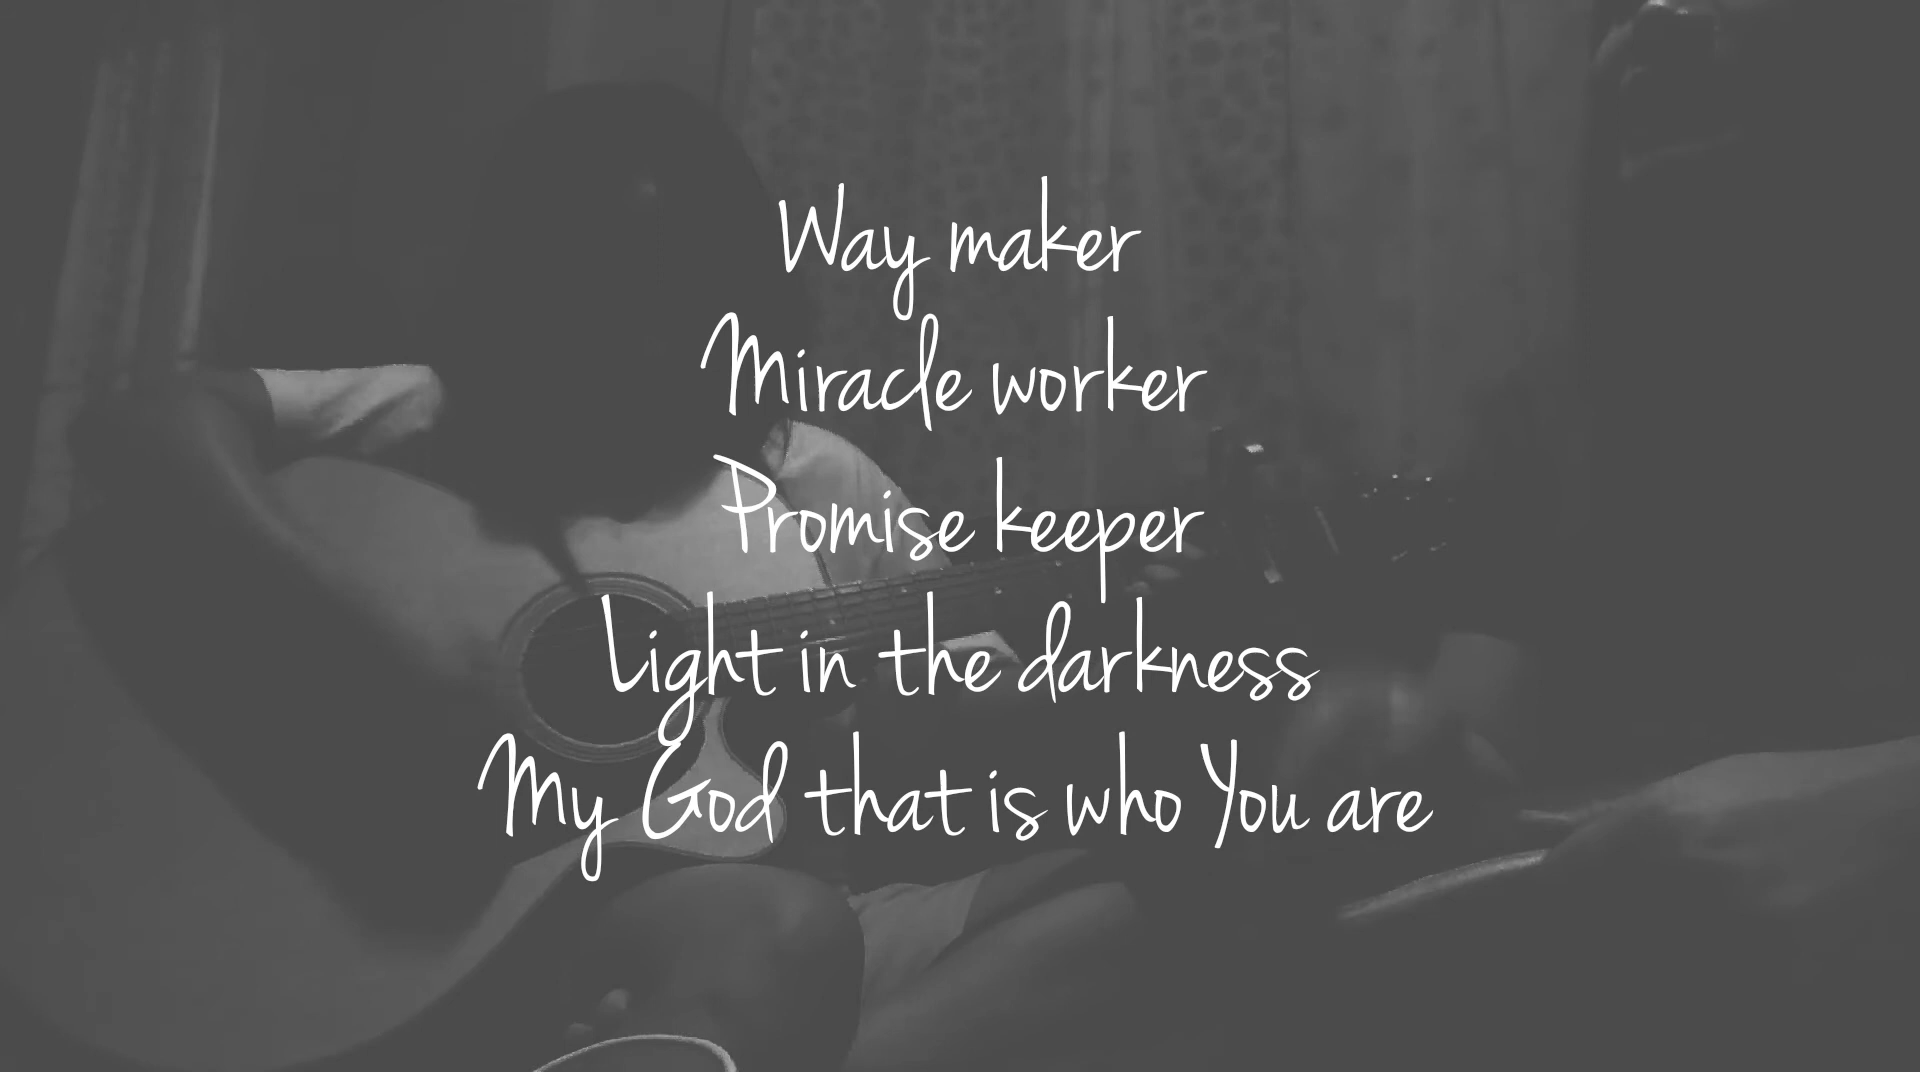 Way maker
Miracle worker
Promise keeper
Light in the darkness
My God that is who You are